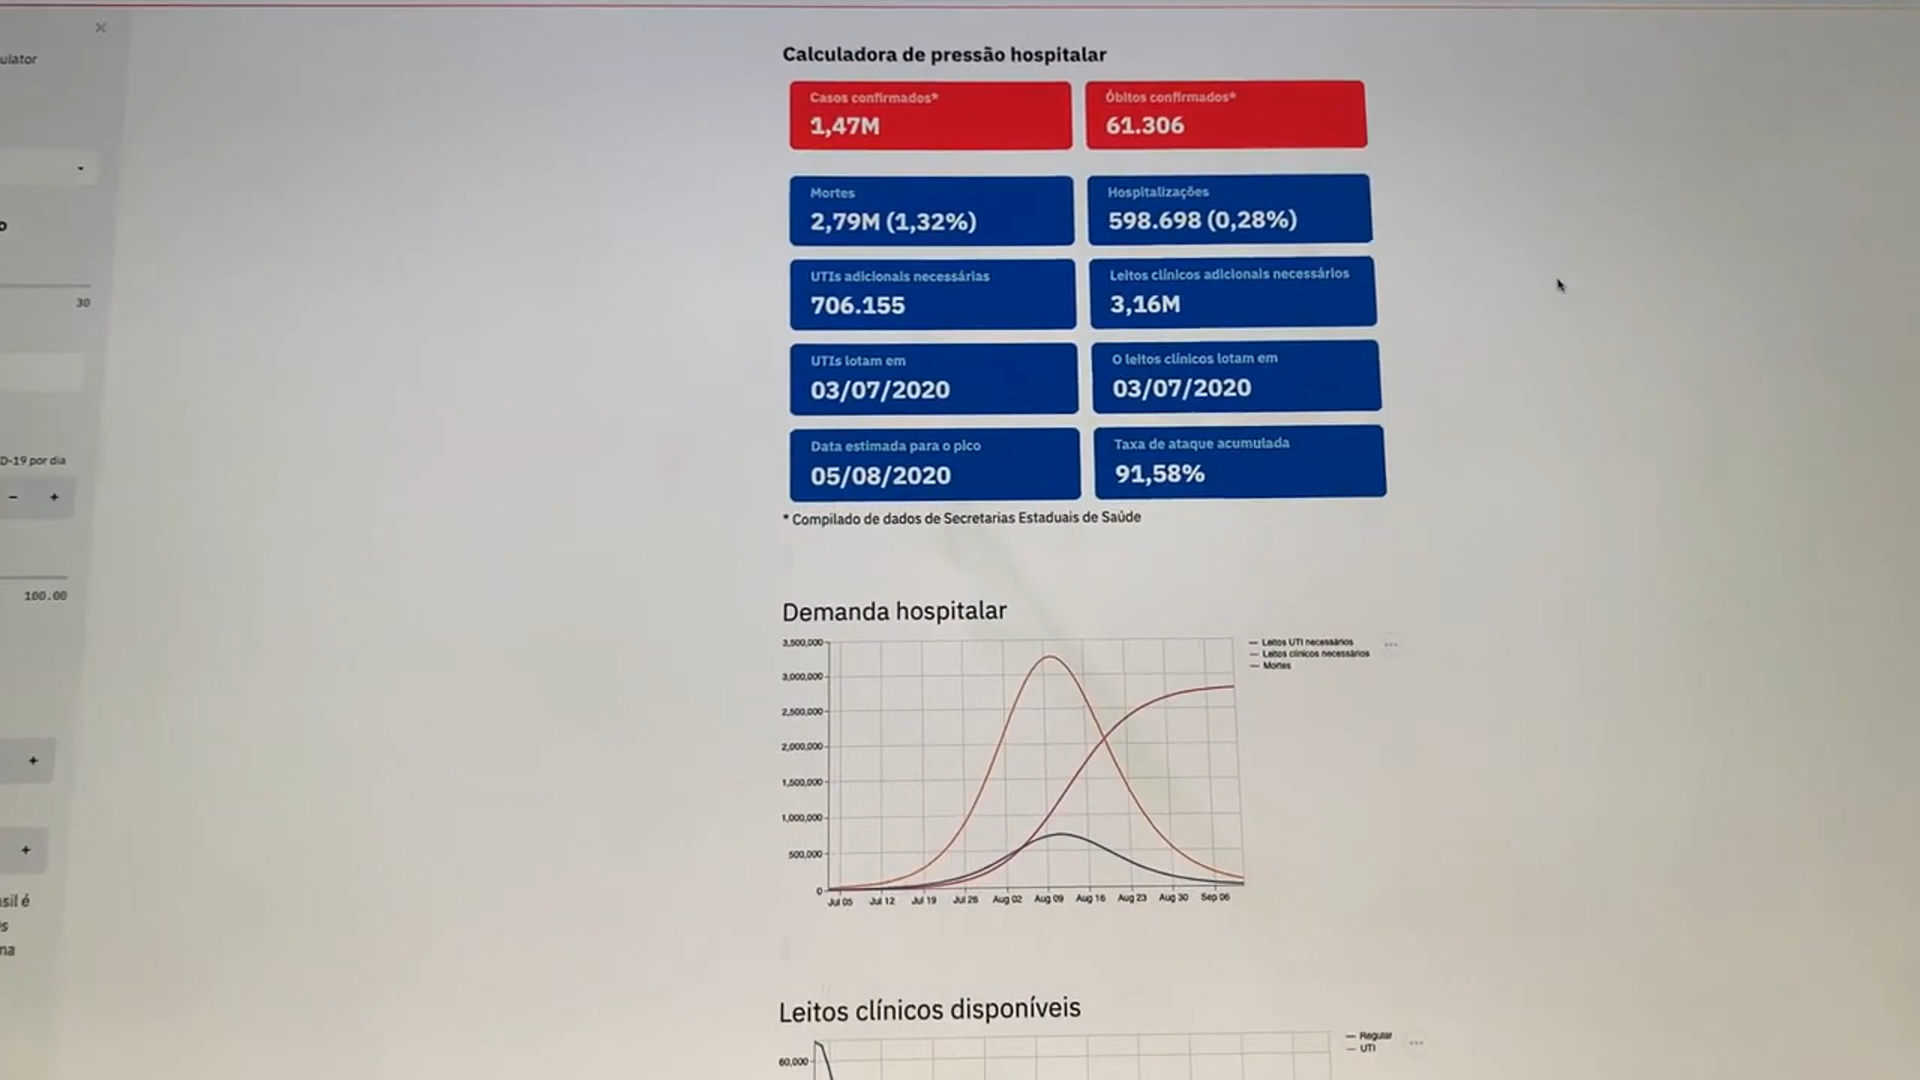 ulator
Calculadora de pressão hospitalar
Casos confirmados*
1,47M
Óbitos confirmados*
61.306
Mortes
2,79M (1,32%)
Hospitalizações
598.698 (0,28%)
UTIs adicionais necessárias
706.155
Leitos clínicos adicionais necessários
3,16M
UTIs lotam em
03/07/2020
O leitos clínicos lotam em
03/07/2020
Data estimada para o pico
05/08/2020
Taxa de ataque acumulada
91,58%
* Compilado de dados de Secretarias Estaduais de Saúde
o
30
D-19 por dia
- +
100.00
+
+
sil é
s
na
Demanda hospitalar
3,500,000
3,000,000
2,500,000
2,000,000
1,500,000
1,000,000
500,000
0
Jul 05 Jul 12 Jul 19 Jul 26 Aug 02 Aug 09 Aug 16 Aug 23 Aug 30 Sep 06
Leitos UTI necessários
Leitos clínicos necessários
Mortes
Leitos clínicos disponíveis
60,000
Regular
UTI